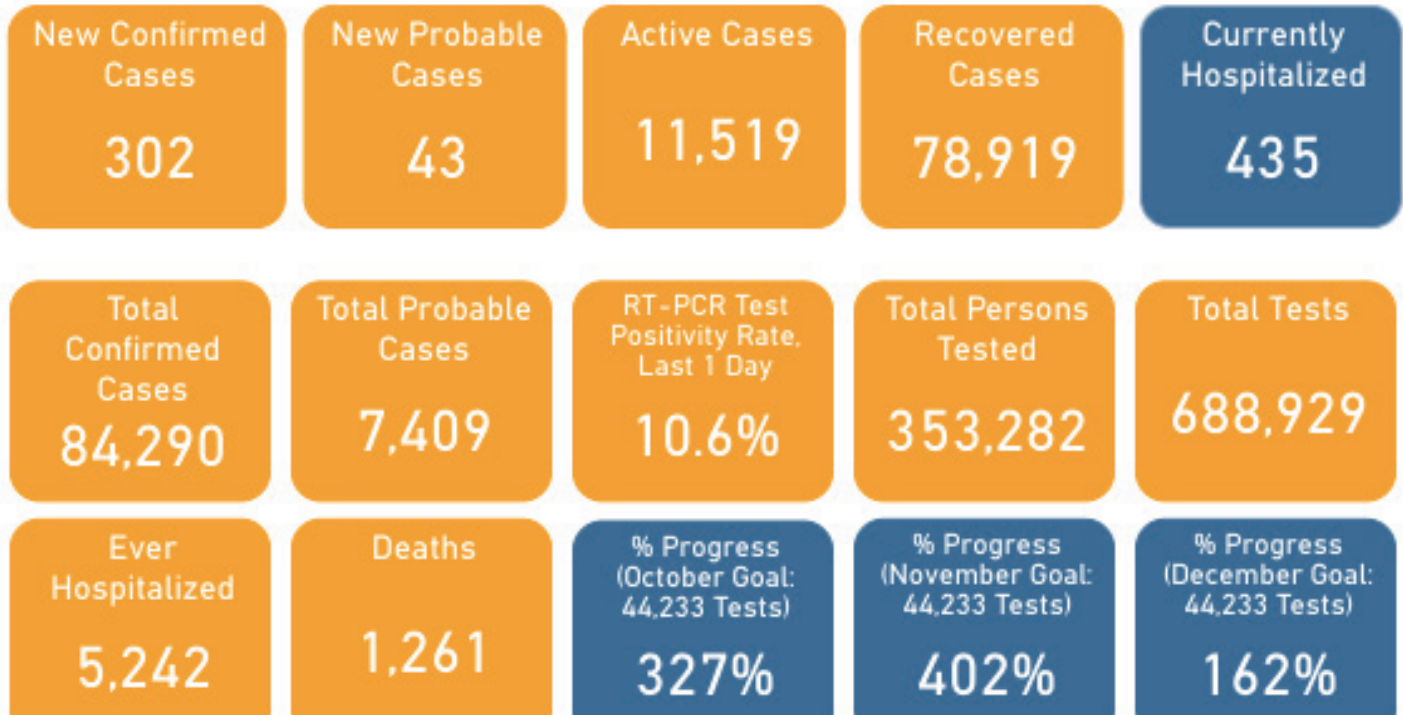 New Confirmed
Cases
302
New Probable
Cases
43
Active Cases
11,519
Recovered
Cases
78,919
Currently
Hospitalized
435
Total
Confirmed
Cases
84,290
Total Probable
Cases
7,409
RT-PCR Test
Positivity Rate,
Last 1 Day
10.6%
Total Persons
Tested
353,282
Total Tests
688,929
Ever
Hospitalized
5,242
Deaths
1,261
% Progress
(October Goal:
44,233 Tests)
327%
% Progress
(November Goal:
44,233 Tests)
402%
% Progress
(December Goal:
44,233 Tests)
162%